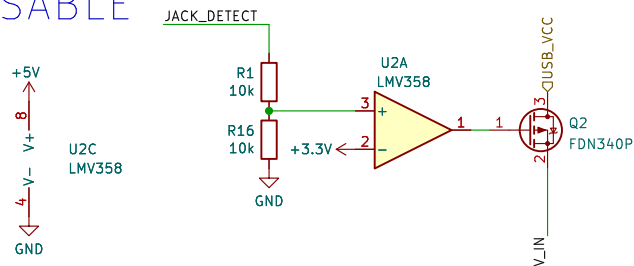 SABLE
JACK_DETECT
+5V
8
V+
V-
4
GND
U2C
LMV358
R1
10k
R16
10k
GND
+3.3V
3
+
2
-
U2A
LMV358
1
1
USB_VCC
3
2
Q2
FDN340P
V_IN